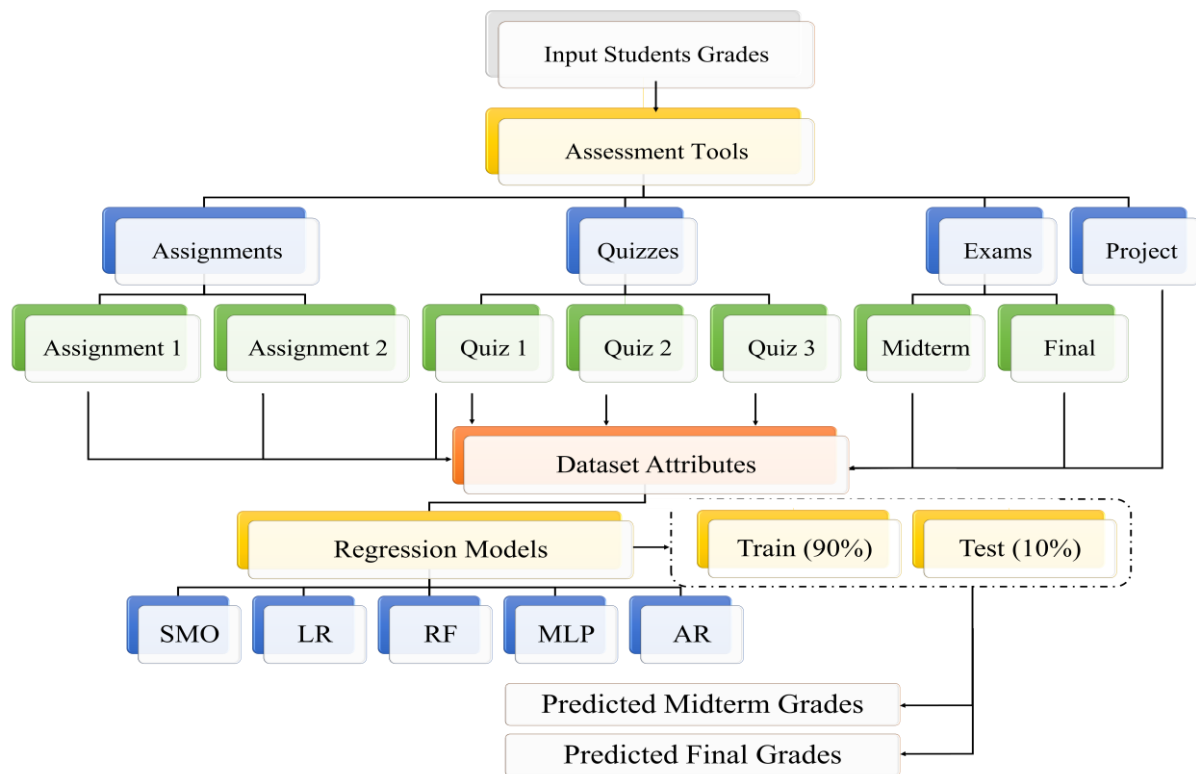 Input Students Grades
Assessment Tools
Assignments
Quizzes
Exams
Project
Assignment 1
Assignment 2
Quiz 1
Quiz 2
Quiz 3
Midterm
Final
Dataset Attributes
Regression Models
Train (90%)
Test (10%)
SMO
LR
RF
MLP
AR
Predicted Midterm Grades
Predicted Final Grades